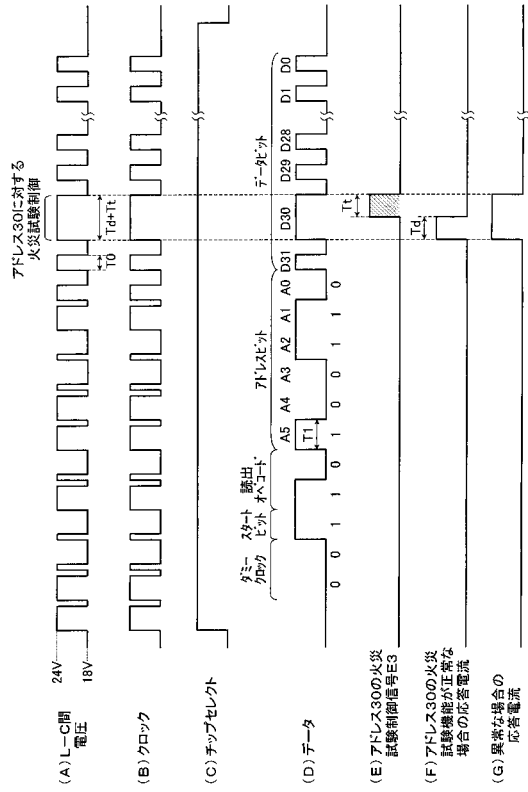 アドレス30に対する
火災試験制御
24V
18V
(A) L-C間
電圧
Td+Tt
T0
(B) クロック
(C) チップセレクト
ダミー
クロック
スタート
ビット
読出
オペコード
アドレスビット
データビット
A5 A4 A3 A2 A1 A0 D31 D30 D29 D28 D1 D0
(D) データ
T1
0 0 1 1 0 1 0 0 1 1 0
(E) アドレス30の火災
試験制御信号E3
Tt
(F) アドレス30の火災
試験機能が正常な
場合の応答電流
Td
(G) 異常な場合の
応答電流